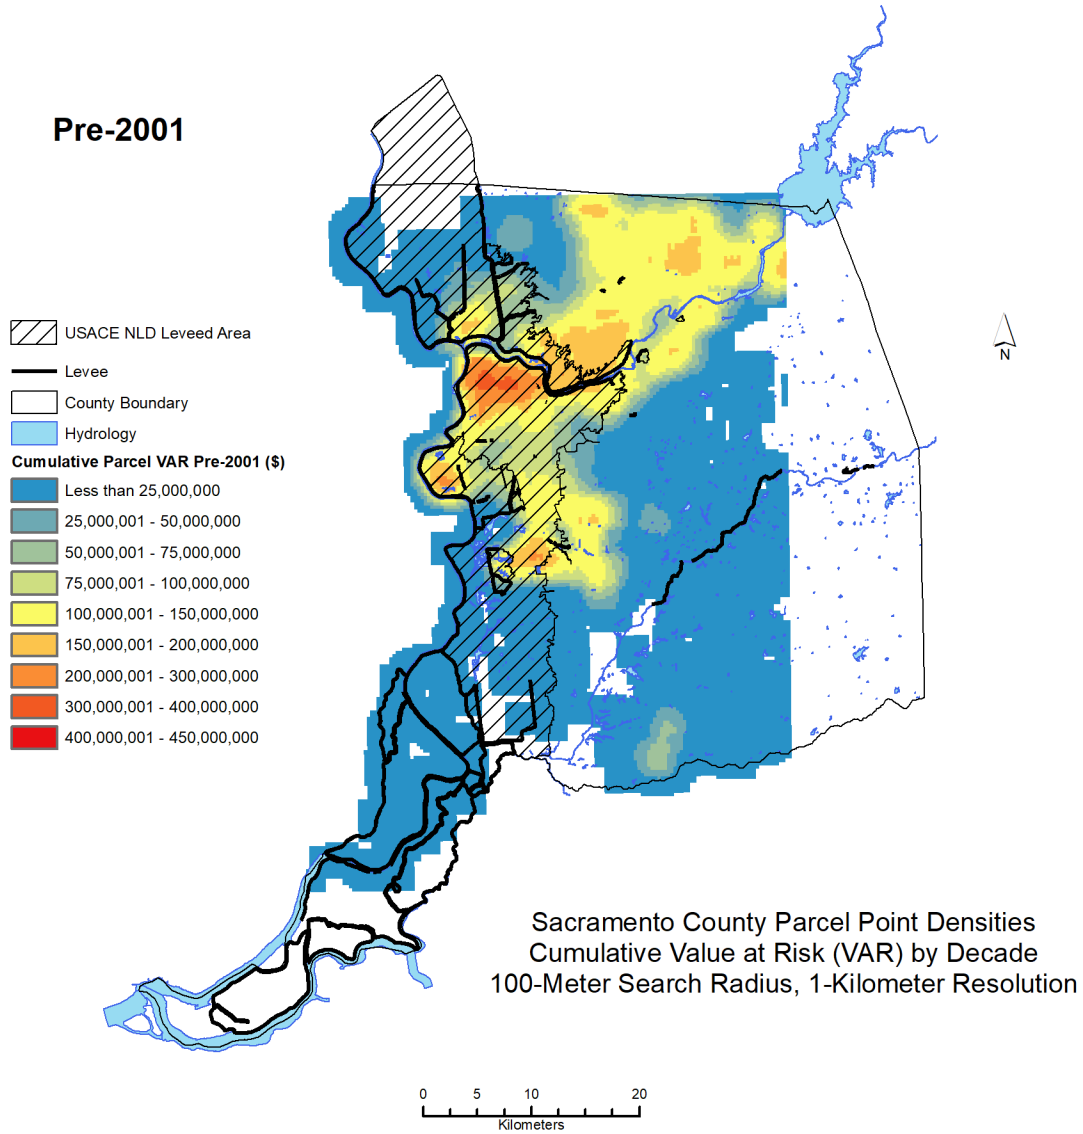 Pre-2001
USACE NLD Leveed Area
Levee
County Boundary
Hydrology
Cumulative Parcel VAR Pre-2001 ($)
Less than 25,000,000
25,000,001 - 50,000,000
50,000,001 - 75,000,000
75,000,001 - 100,000,000
100,000,001 - 150,000,000
150,000,001 - 200,000,000
200,000,001 - 300,000,000
300,000,001 - 400,000,000
400,000,001 - 450,000,000
N
Sacramento County Parcel Point Densities
Cumulative Value at Risk (VAR) by Decade
100-Meter Search Radius, 1-Kilometer Resolution
0 5 10 20
Kilometers